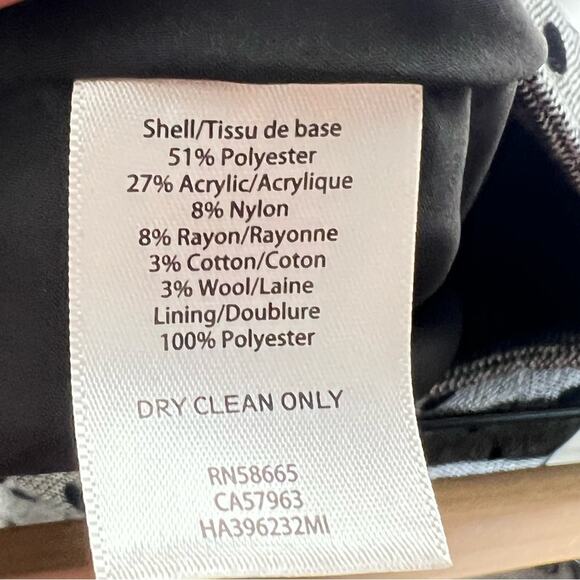 Shell/Tissu de base
51% Polyester
27% Acrylic/Acrylique
8% Nylon
8% Rayon/Rayonne
3% Cotton/Coton
3% Wool/Laine
Lining/Doublure
100% Polyester
DRY CLEAN ONLY
RN58665
CA57963
HA396232MI